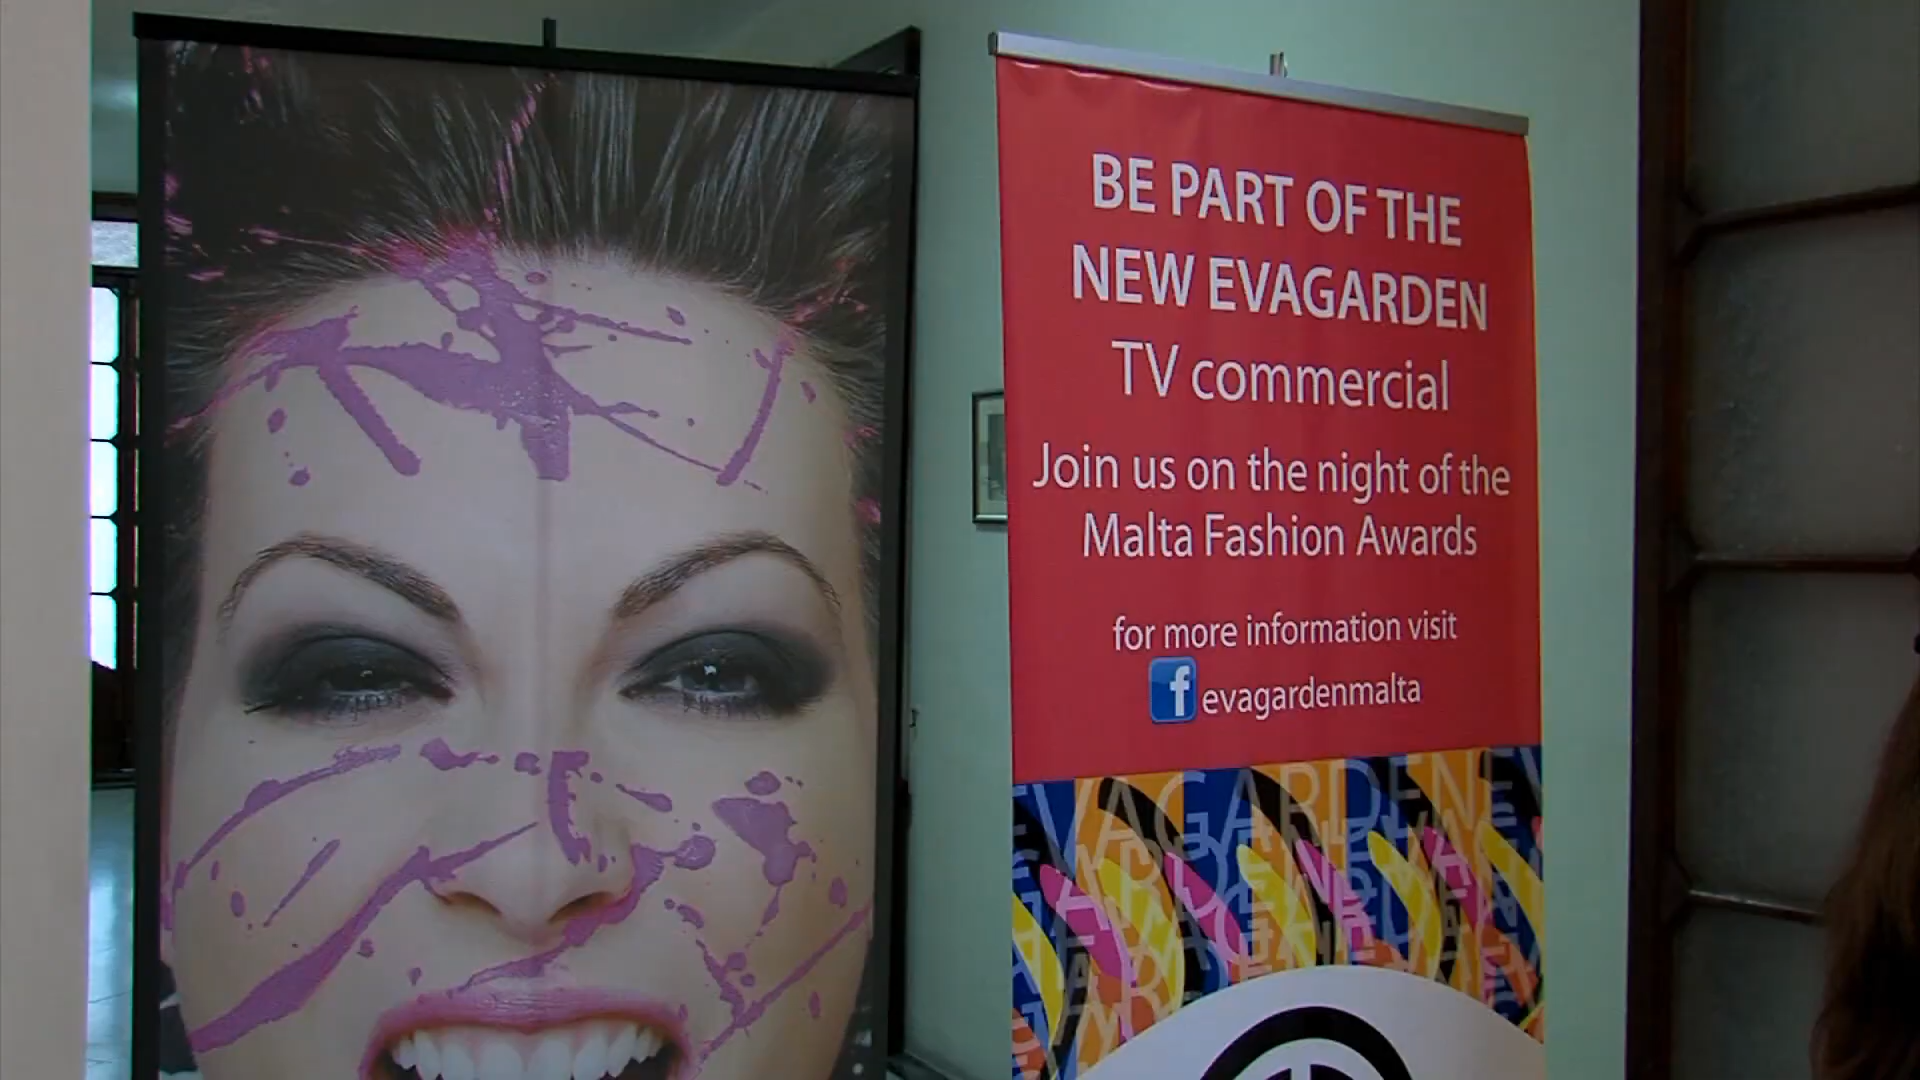 BE PART OF THE
NEW EVAGARDEN
TV commercial
Join us on the night of the
Malta Fashion Awards
for more information visit
f evagardenmalta
EVAGARDENEV